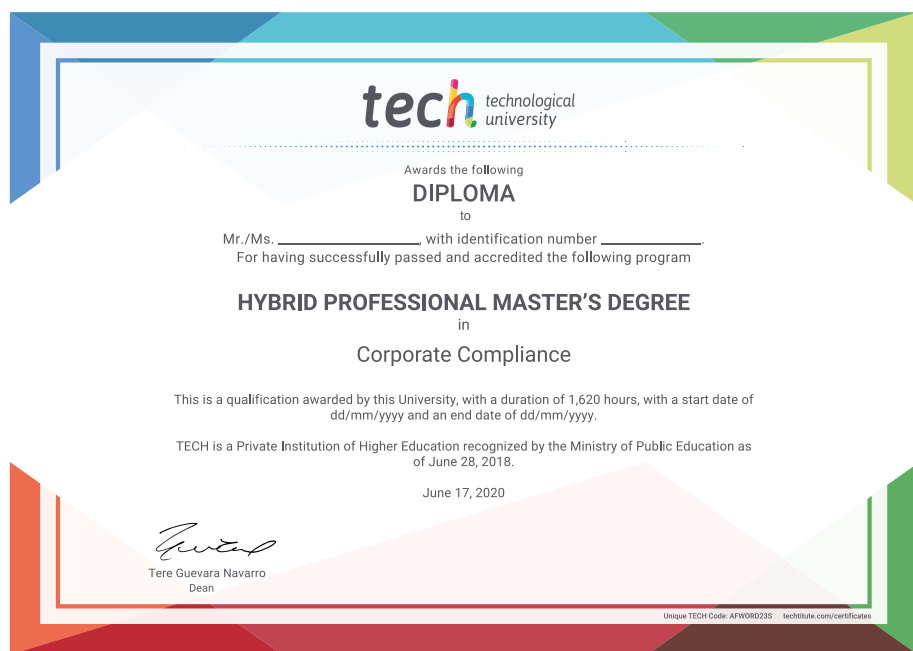 tech technological
university
Awards the following
DIPLOMA
to
Mr./Ms. ____________________, with identification number ______________.
For having successfully passed and accredited the following program
HYBRID PROFESSIONAL MASTER’S DEGREE
in
Corporate Compliance
This is a qualification awarded by this University, with a duration of 1,620 hours, with a start date of
dd/mm/yyyy and an end date of dd/mm/yyyy.
TECH is a Private Institution of Higher Education recognized by the Ministry of Public Education as
of June 28, 2018.
June 17, 2020
Tere Guevara Navarro
Dean
Unique TECH Code: AFWORD23S techtitute.com/certificates